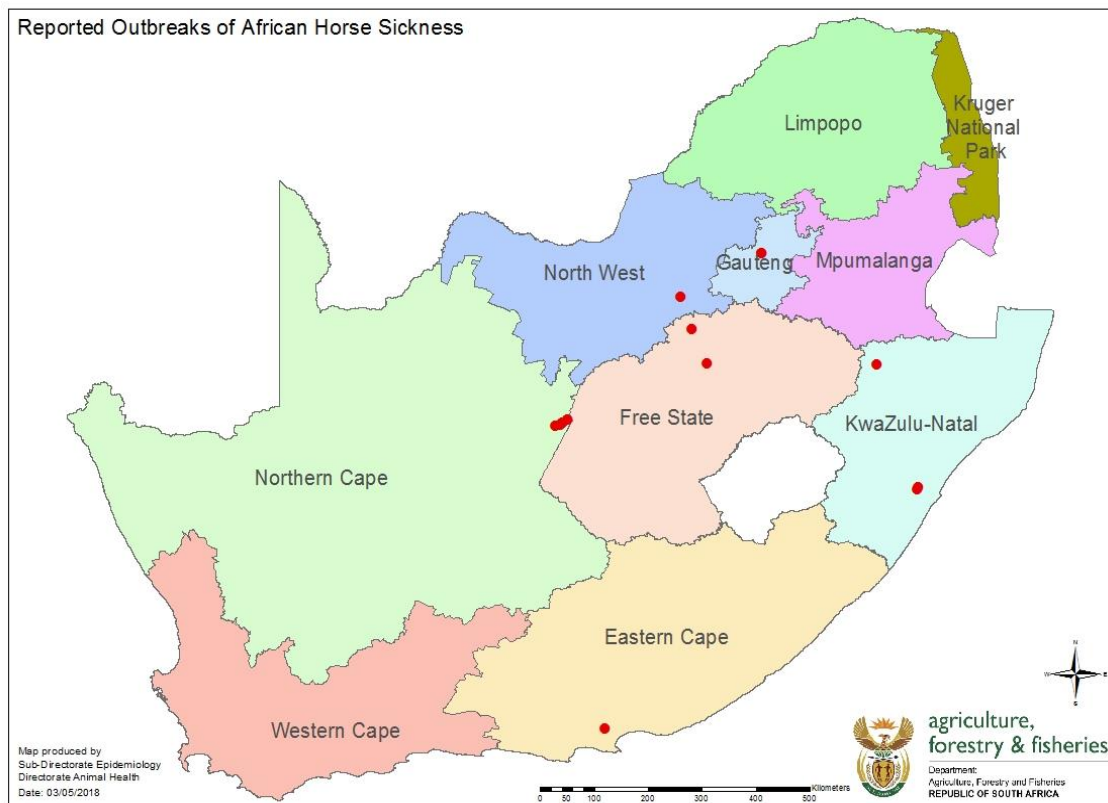 Reported Outbreaks of African Horse Sickness
Limpopo
Kruger
National
Park
North West
Gauteng
Mpumalanga
Free State
KwaZulu-Natal
Northern Cape
Eastern Cape
Western Cape
N
W
E
S
Map produced by
Sub-Directorate Epidemiology
Directorate Animal Health
Date: 03/05/2018
Kilometers
0 50 100 200 300 400 500
agriculture,
forestry & fisheries
Department:
Agriculture, Forestry and Fisheries
REPUBLIC OF SOUTH AFRICA